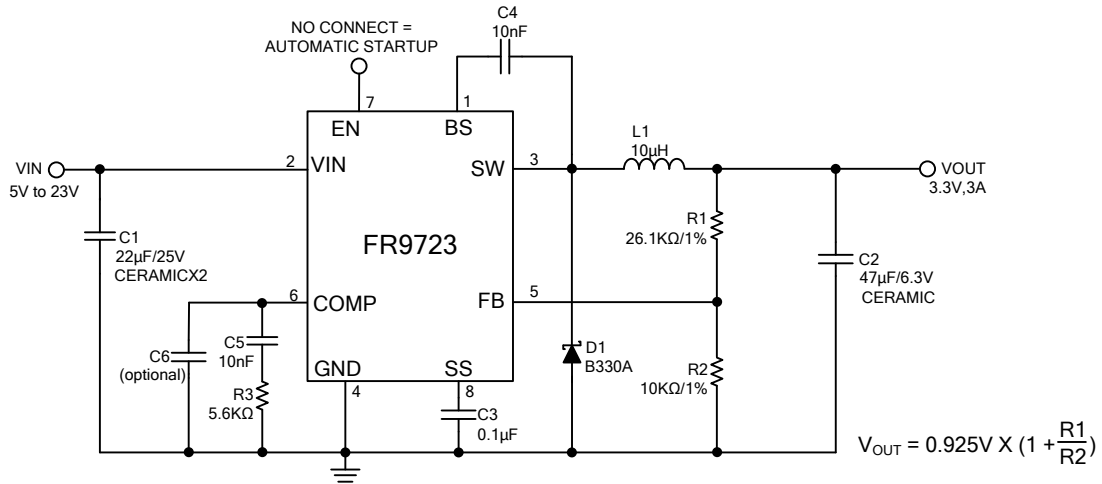 C4
10nF
NO CONNECT =
AUTOMATIC STARTUP
7
1
EN
BS
L1
10µH
VIN
5V to 23V
2
VIN
SW
3
VOUT
3.3V,3A
R1
26.1KΩ/1%
C1
22µF/25V
CERAMICX2
FR9723
C2
47µF/6.3V
CERAMIC
6
COMP
FB
5
C6
(optional)
C5
10nF
R3
5.6KΩ
GND
SS
4
8
C3
0.1µF
D1
B330A
R2
10KΩ/1%
VOUT = 0.925V X (1 + R1/R2)